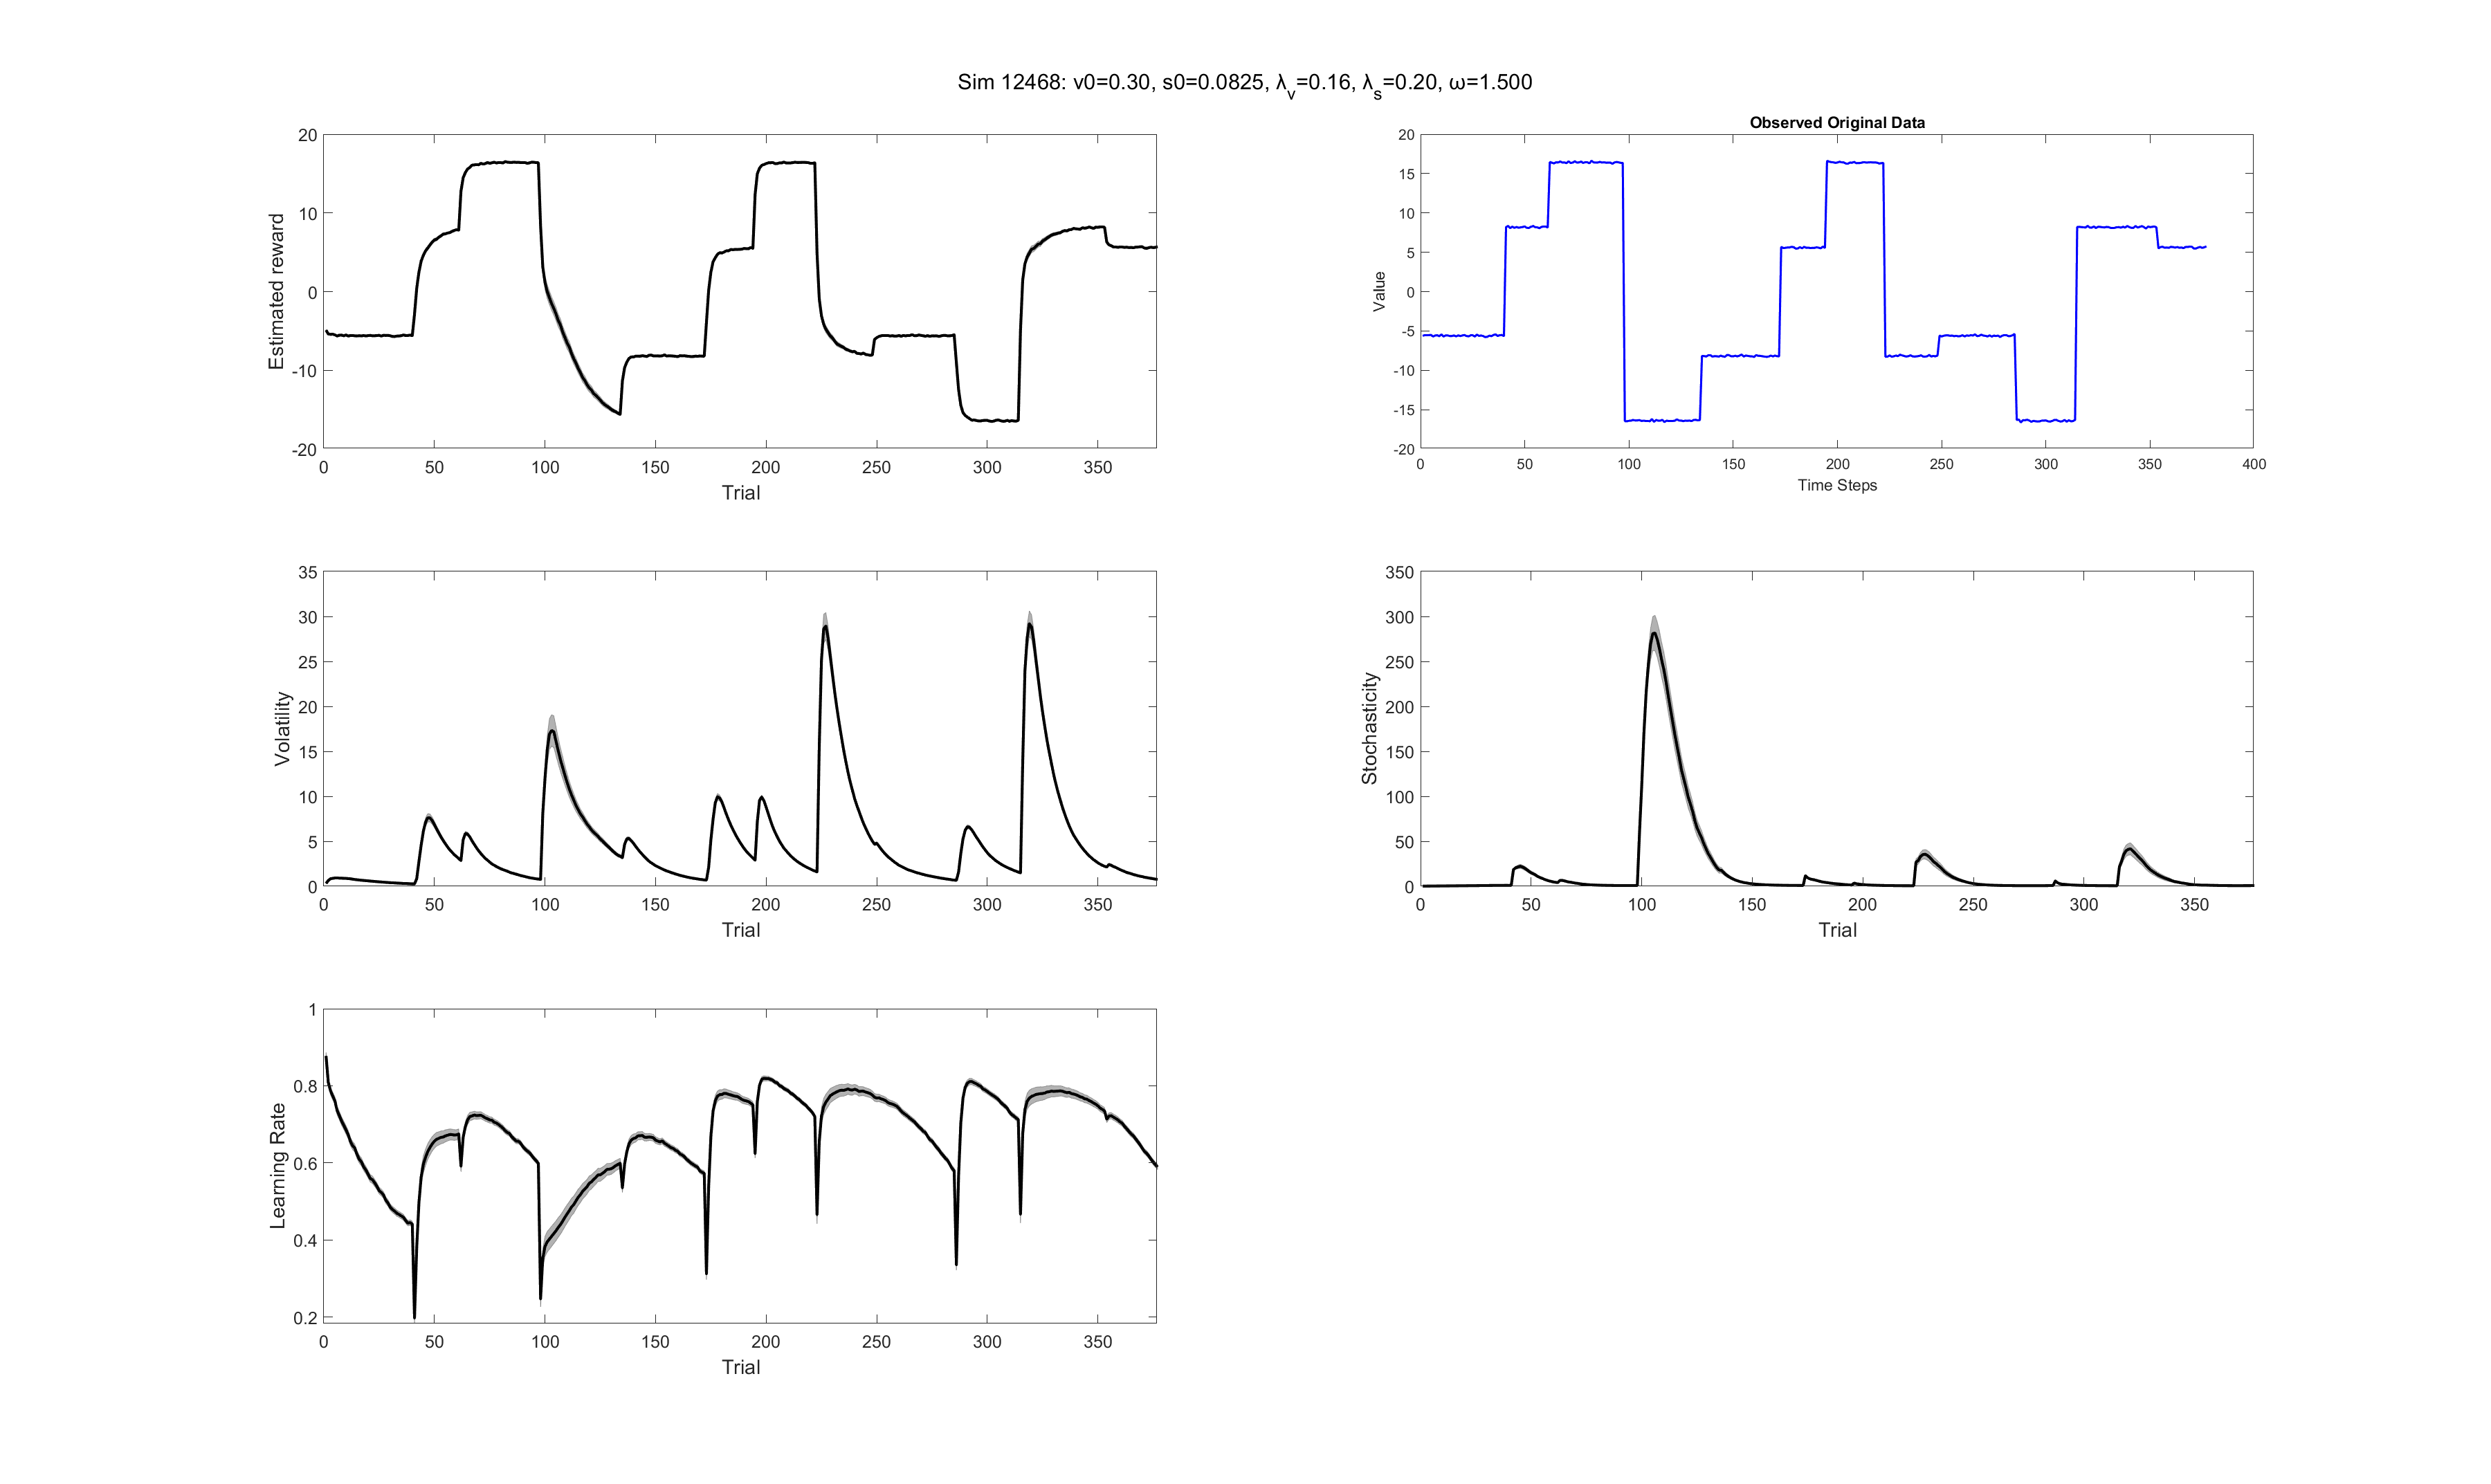 Sim 12468: v0=0.30, s0=0.0825, λ_v=0.16, λ_s=0.20, ω=1.500
20
10
0
-10
-20
Estimated reward
0 50 100 150 200 250 300 350
Trial
Observed Original Data
20
15
10
5
0
-5
-10
-15
-20
Value
0 50 100 150 200 250 300 350 400
Time Steps
35
30
25
20
15
10
5
0
Volatility
0 50 100 150 200 250 300 350
Trial
350
300
250
200
150
100
50
0
Stochasticity
0 50 100 150 200 250 300 350
Trial
1
0.8
0.6
0.4
0.2
Learning Rate
0 50 100 150 200 250 300 350
Trial